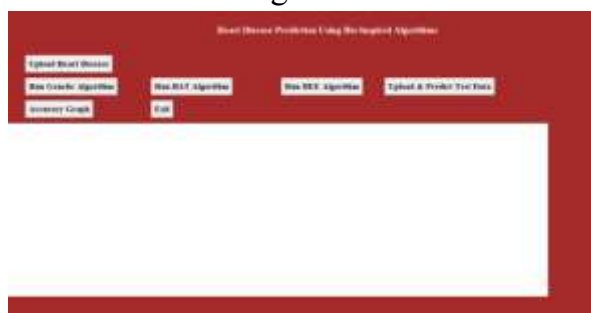 Heart Disease Prediction Using Bio Inspired Algorithms
Upload Heart Disease
Run Genetic Algorithm Run BAT Algorithm Run BEE Algorithm Upload & Predict Test Data
Accuracy Graph Exit